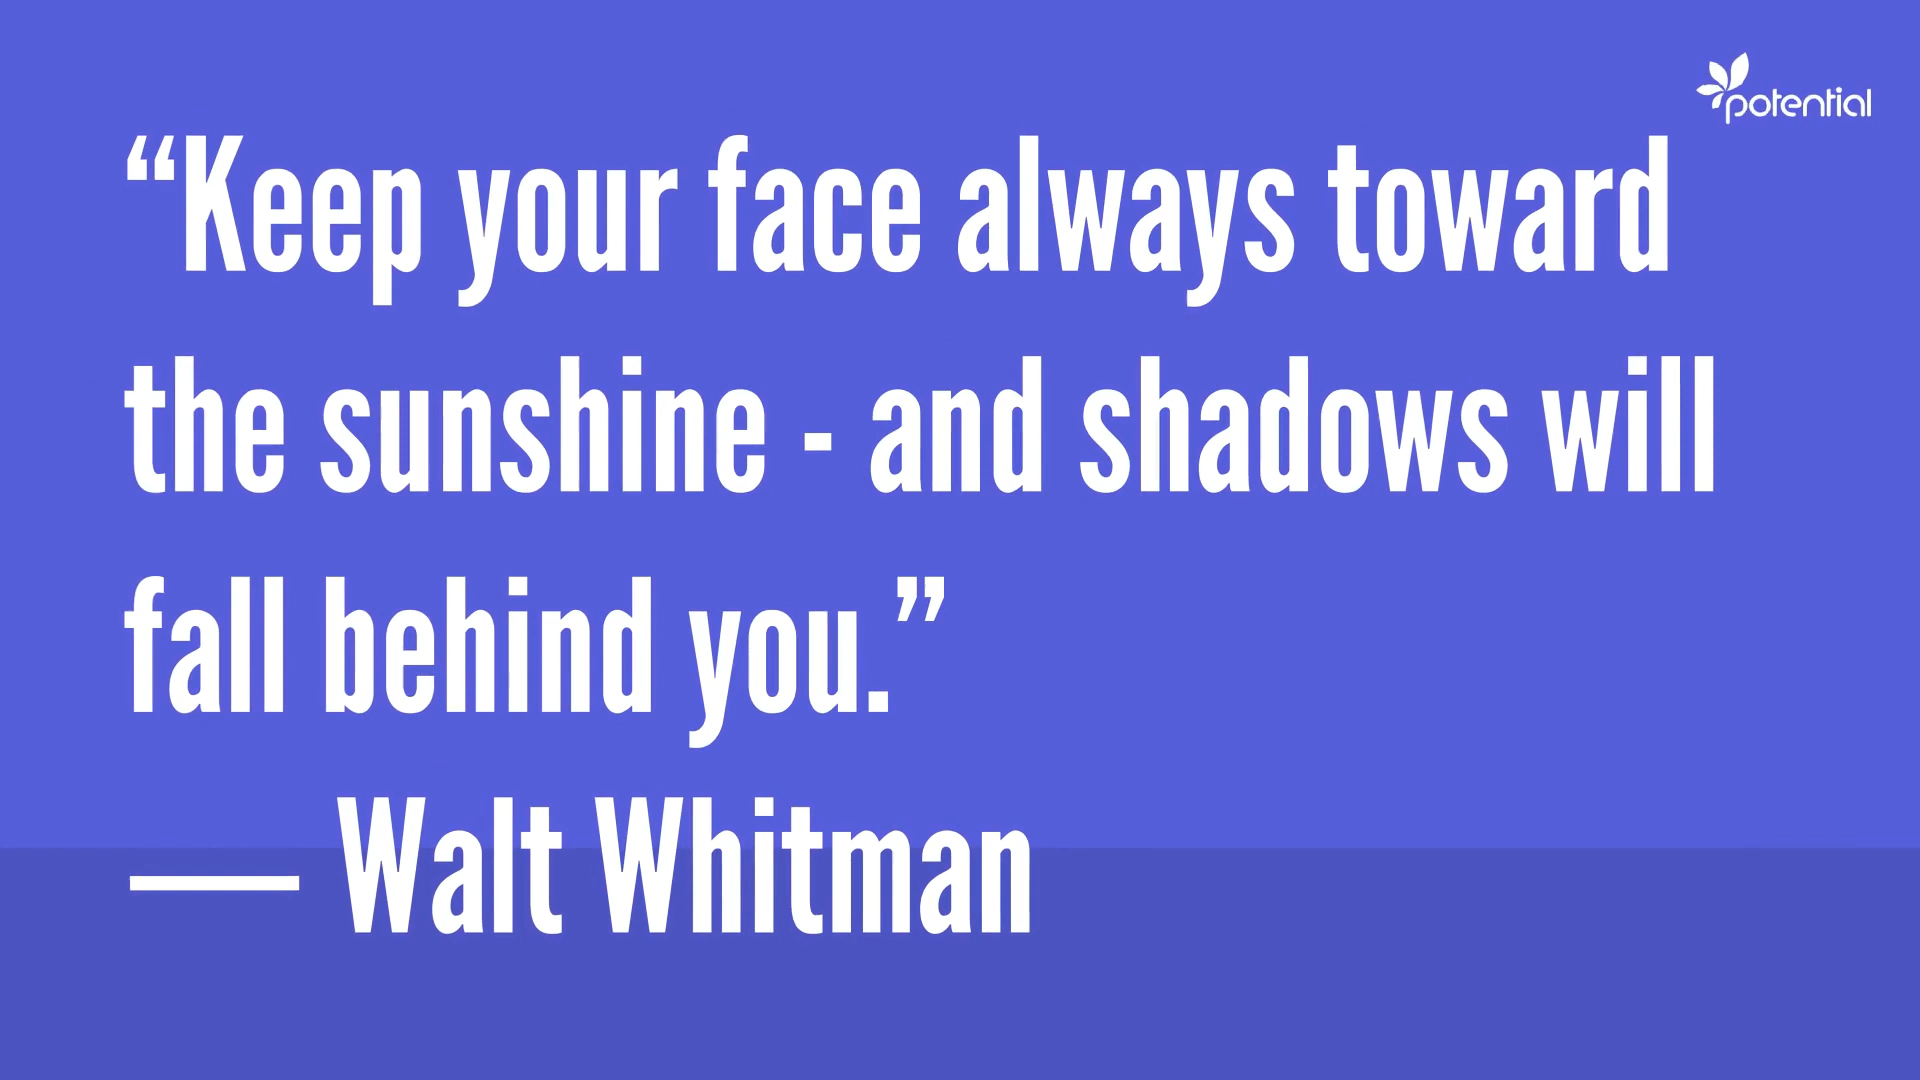 potential
“Keep your face always toward
the sunshine - and shadows will
fall behind you.”
— Walt Whitman